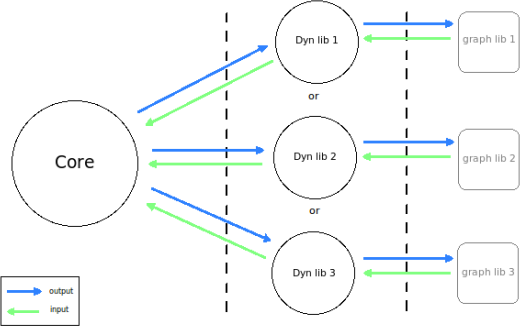 Dyn lib 1
graph lib 1
or
Core
Dyn lib 2
graph lib 2
or
Dyn lib 3
graph lib 3
output
input